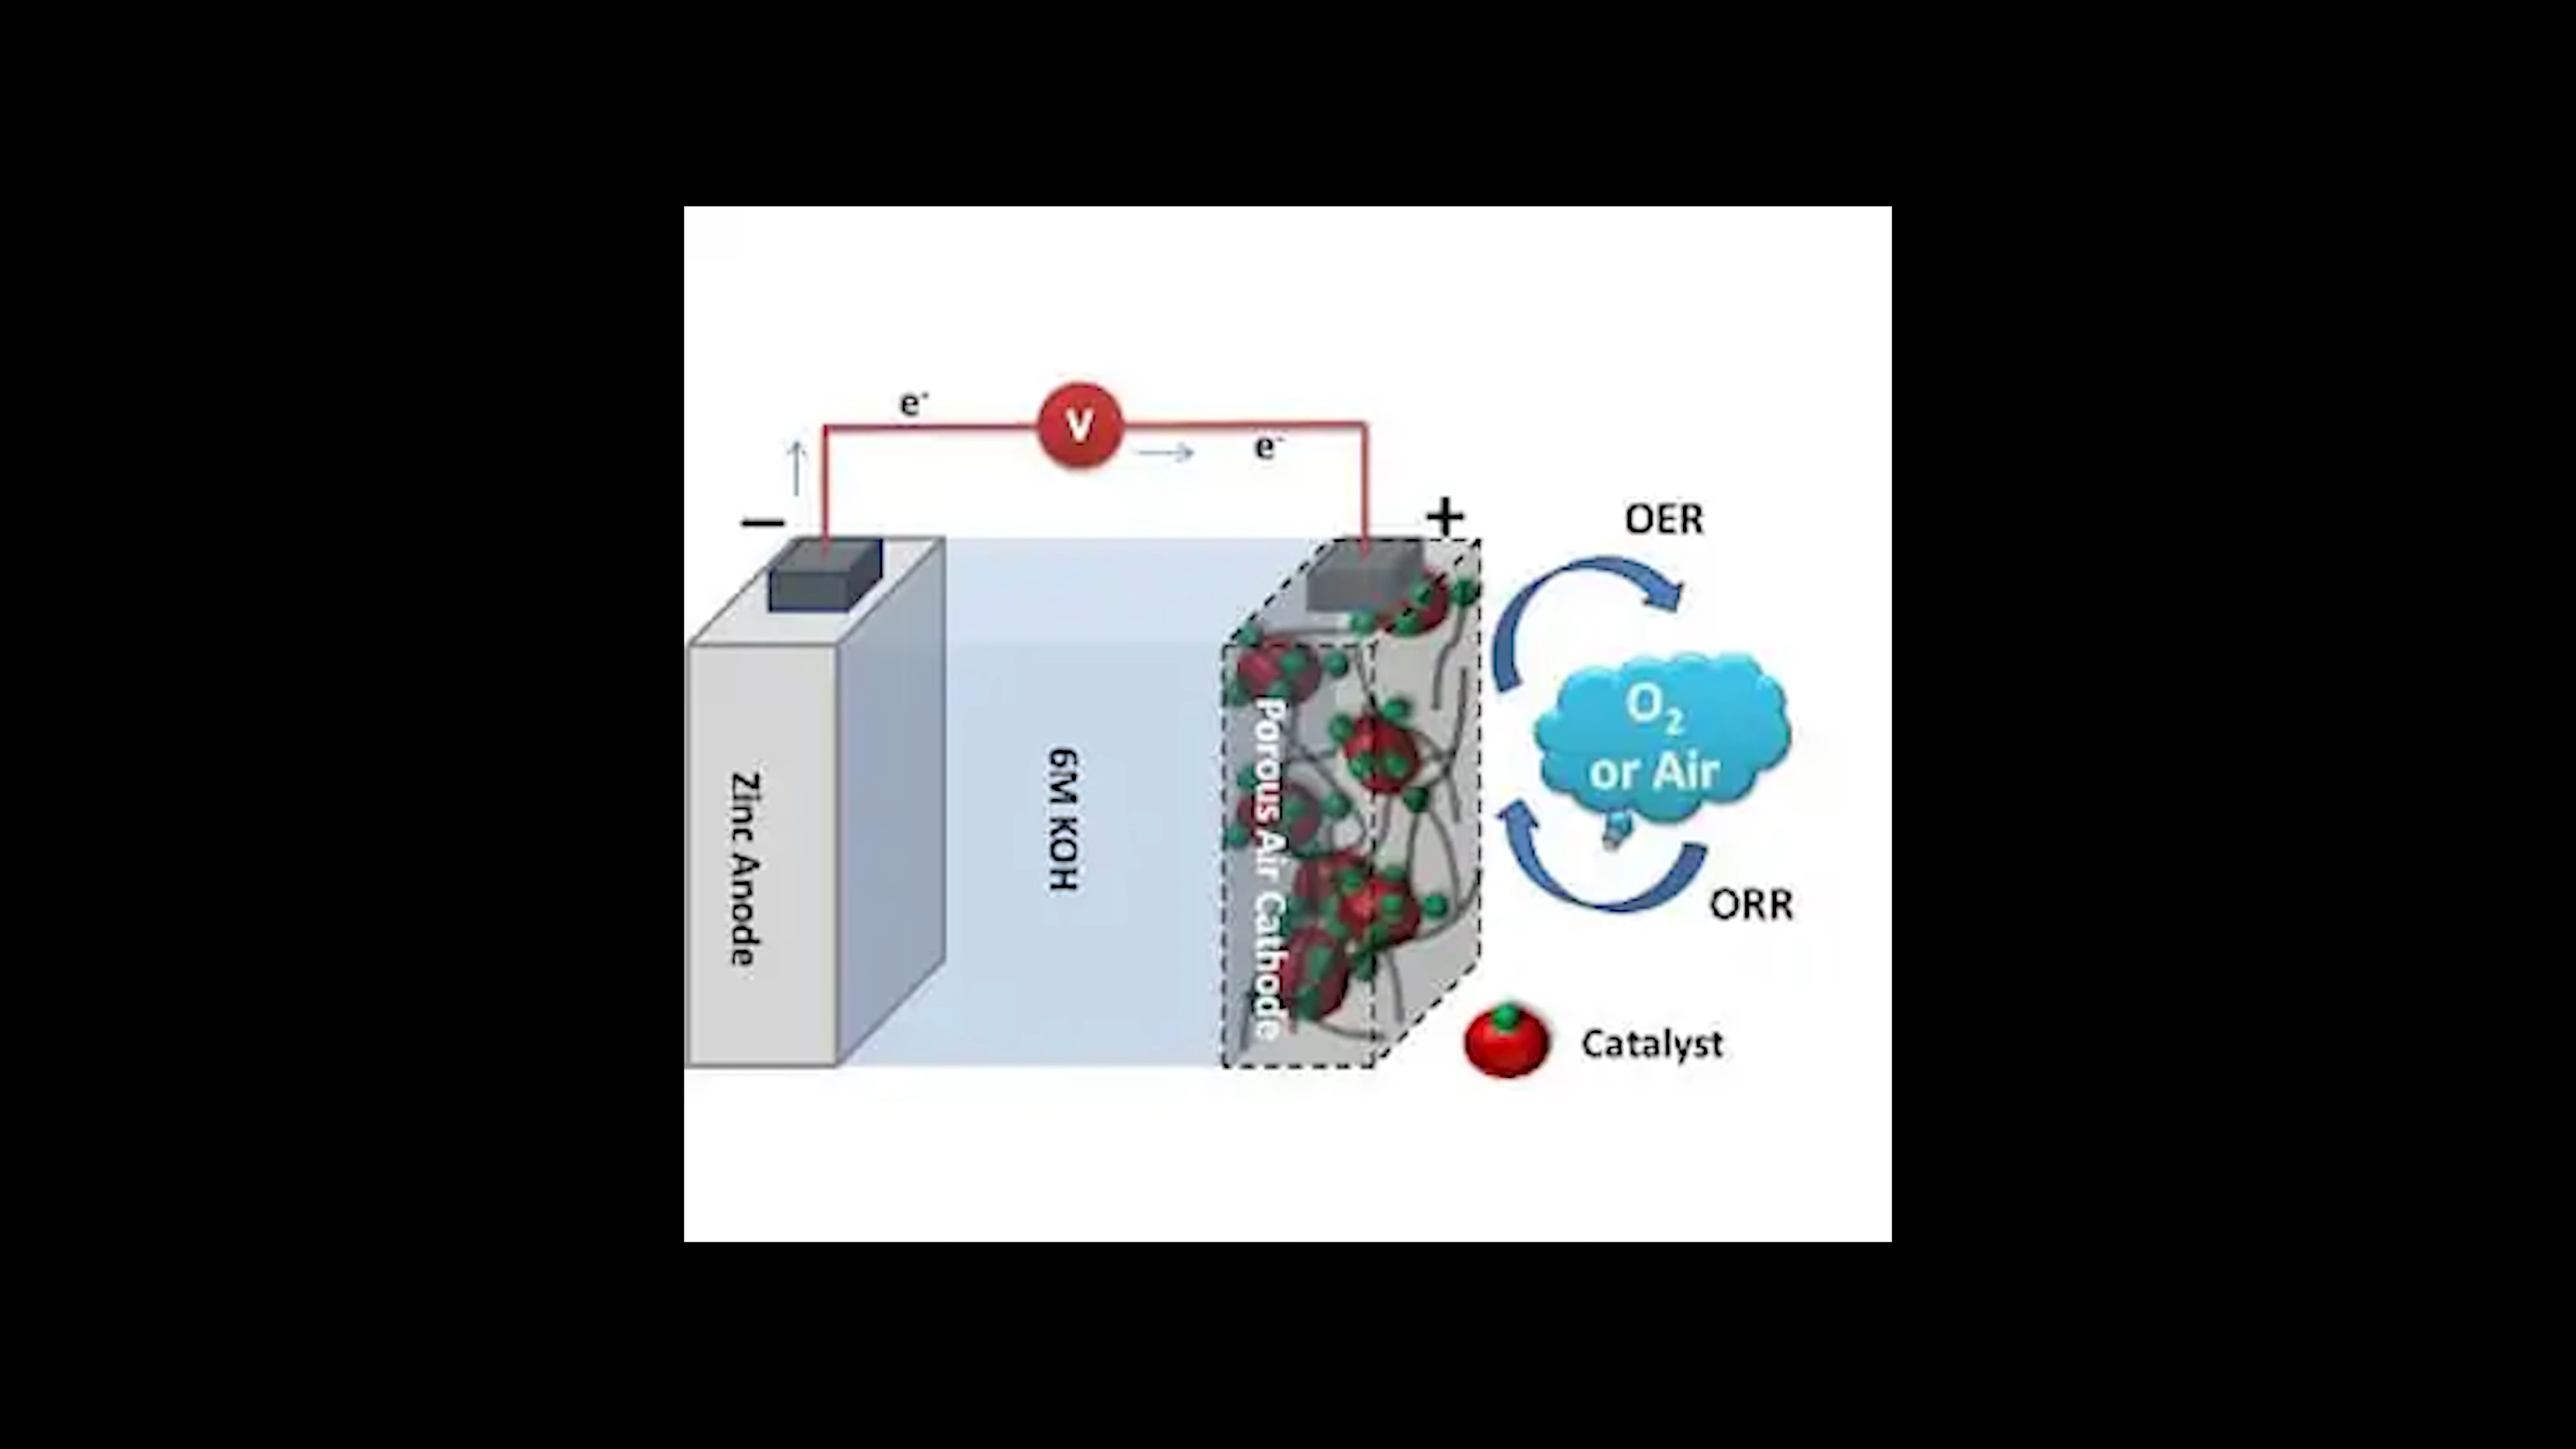 e-
V
e-
–
+
OER
O2
or Air
ORR
Zinc Anode
6M KOH
Porous Air Cathode
Catalyst